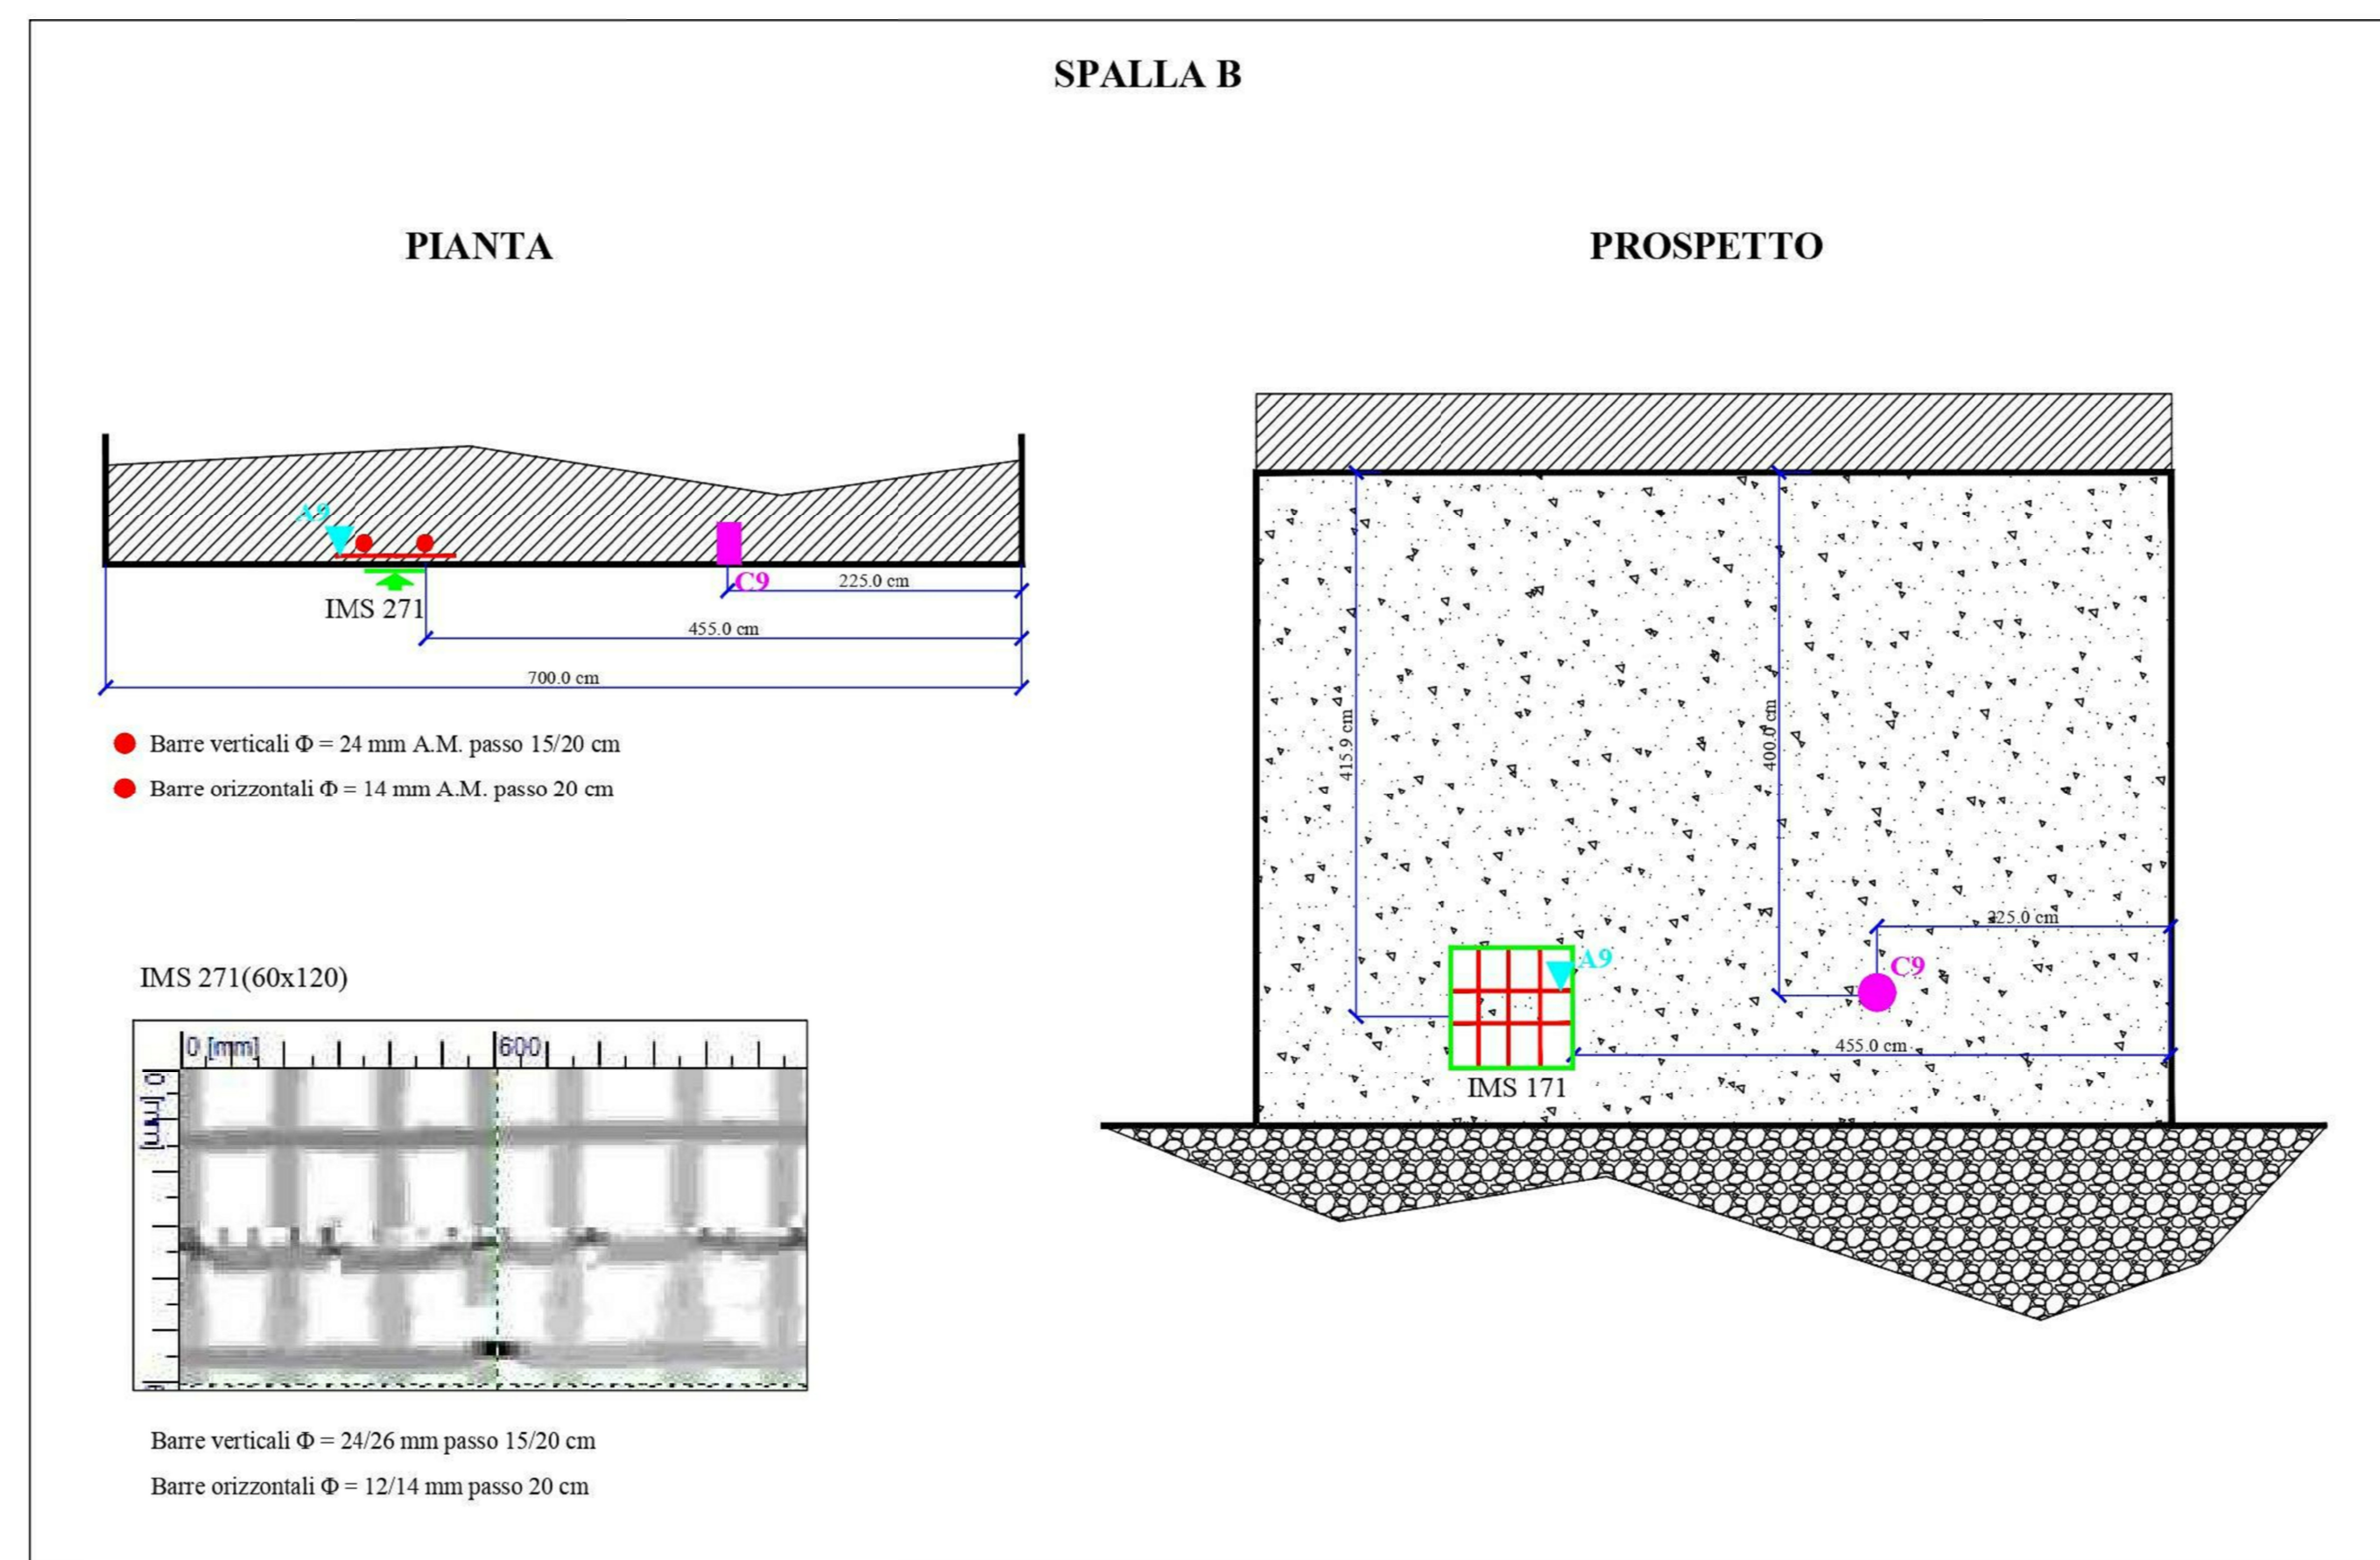 SPALLA B
PIANTA
PROSPETTO
A9
C9
225.0 cm
IMS 271
455.0 cm
700.0 cm
Barre verticali Φ = 24 mm A.M. passo 15/20 cm
Barre orizzontali Φ = 14 mm A.M. passo 20 cm
415.9 cm
400.0 cm
225.0 cm
A9
C9
455.0 cm
IMS 171
IMS 271(60x120)
0 [mm]
600
0 [mm]
Barre verticali Φ = 24/26 mm passo 15/20 cm
Barre orizzontali Φ = 12/14 mm passo 20 cm